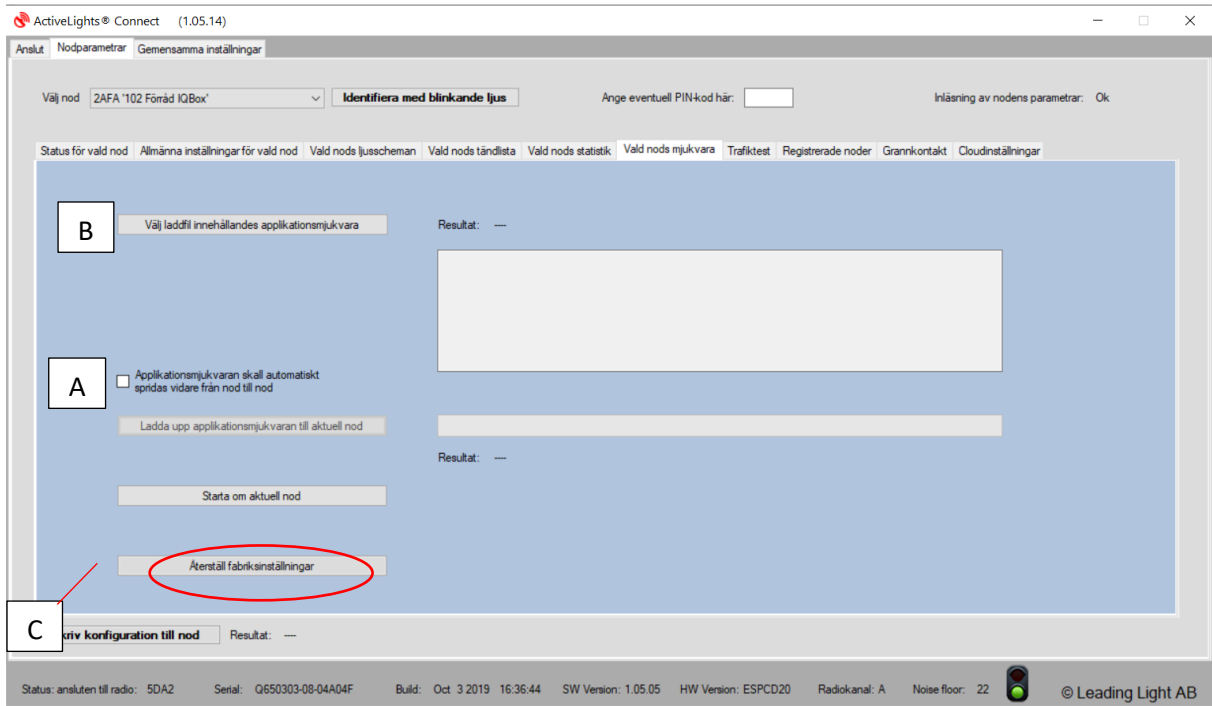 ActiveLights® Connect (1.05.14)
Anslut Nodparametrar Gemensamma inställningar
Välj nod 2AFA '102 Förråd IQBox' Identifiera med blinkande ljus Ange eventuell PIN-kod här: Inläsning av nodens parametrar: Ok
Status för vald nod Allmänna inställningar för vald nod Vald nods ljusscheman Vald nods tändlista Vald nods statistik Vald nods mjukvara Trafiktest Registrerade noder Grannkontakt Cloudinställningar
B Välj laddfil innehållandes applikationsmjukvara Resultat: ----
A Applikationsmjukvaran skall automatiskt
spridas vidare från nod till nod
Ladda upp applikationsmjukvaran till aktuell nod
Resultat: ----
Starta om aktuell nod
Återställ fabriksinställningar
C kriv konfiguration till nod Resultat: ----
Status: ansluten till radio: 5DA2 Serial: Q650303-08-04A04F Build: Oct 3 2019 16:36:44 SW Version: 1.05.05 HW Version: ESPCD20 Radiokanal: A Noise floor: 22 © Leading Light AB